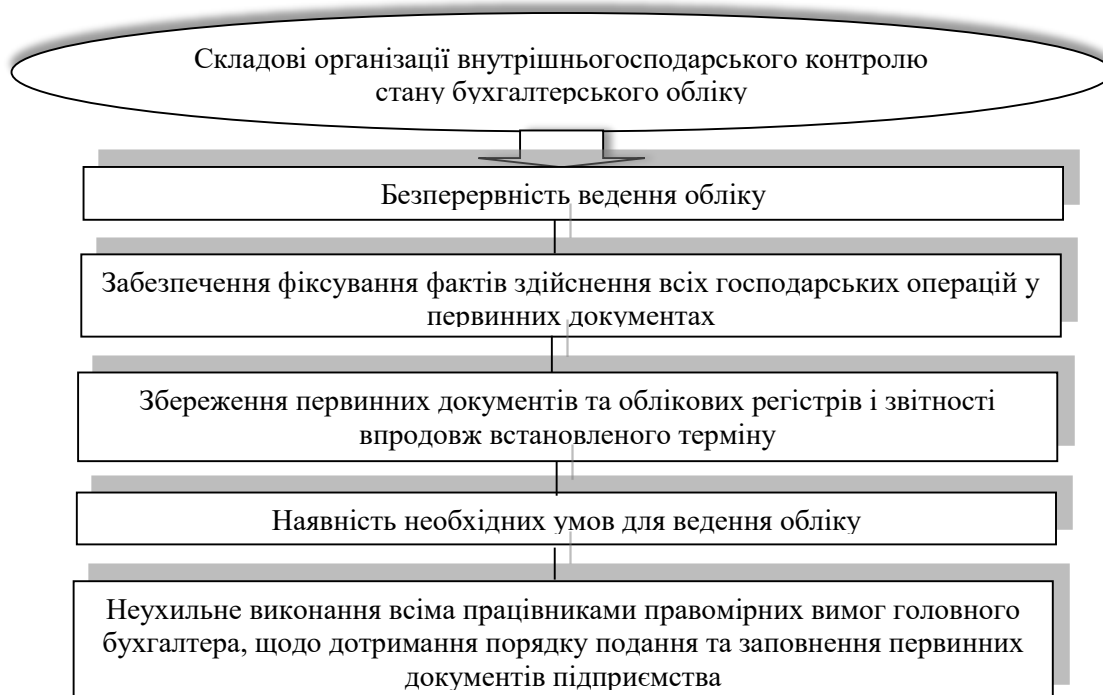 Складові організації внутрішньогосподарського контролю
стану бухгалтерського обліку
Безперервність ведення обліку
Забезпечення фіксування фактів здійснення всіх господарських операцій у
первинних документах
Збереження первинних документів та облікових регістрів і звітності
впродовж встановленого терміну
Наявність необхідних умов для ведення обліку
Неухильне виконання всіма працівниками правомірних вимог головного
бухгалтера, щодо дотримання порядку подання та заповнення первинних
документів підприємства